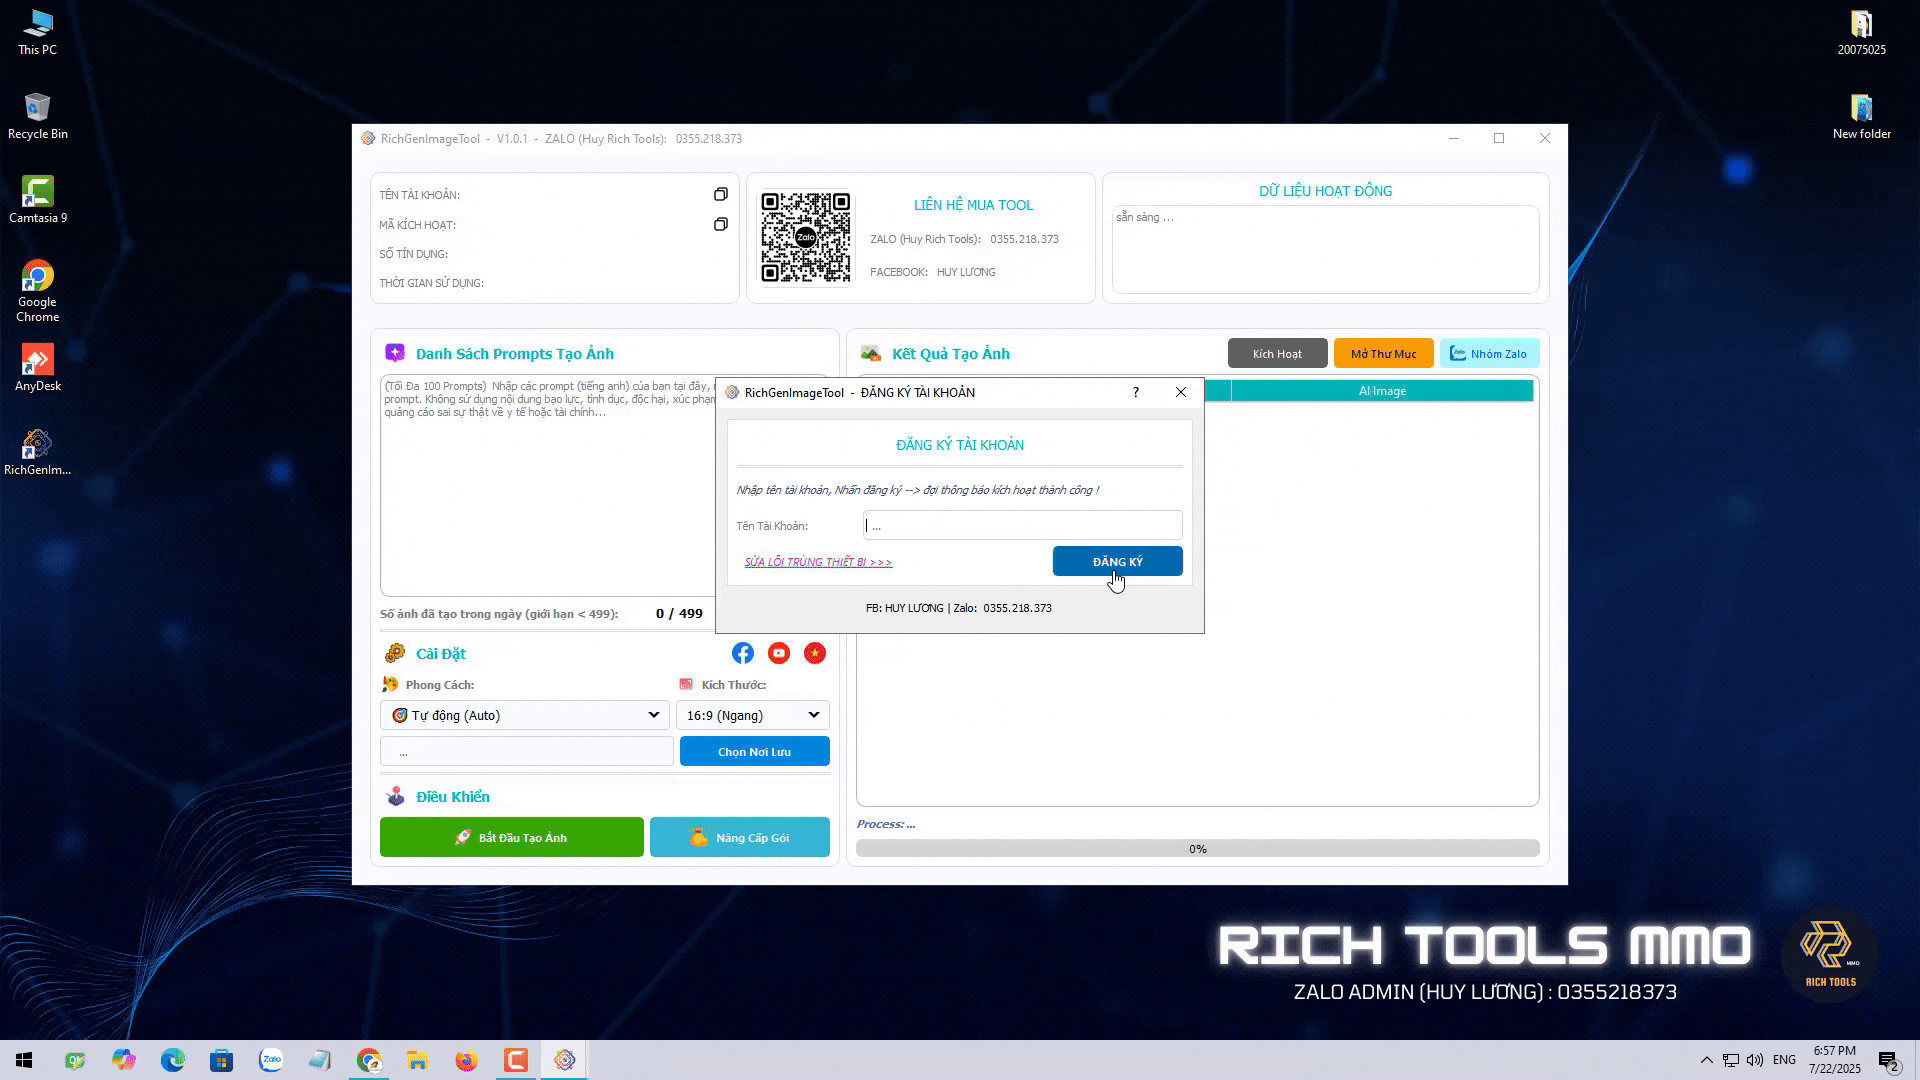 This PC
Recycle Bin
Camtasia 9
Google
Chrome
AnyDesk
RichGenIm...
20075025
New folder
RichGenImageTool - V1.0.1 - ZALO (Huy Rich Tools): 0355.218.373
TÊN TÀI KHOẢN:
MÃ KÍCH HOẠT:
SỐ TÍN DỤNG:
THỜI GIAN SỬ DỤNG:
Zalo
LIÊN HỆ MUA TOOL
ZALO (Huy Rich Tools): 0355.218.373
FACEBOOK: HUY LƯƠNG
DỮ LIỆU HOẠT ĐỘNG
sẵn sàng ...
Danh Sách Prompts Tạo Ảnh
(Tối Đa 100 Prompts) Nhập các prompt (tiếng anh) của bạn tại đây,
prompt. Không sử dụng nội dung bạo lực, tình dục, độc hại, xúc phạm
quảng cáo sai sự thật về y tế hoặc tài chính...
Số ảnh đã tạo trong ngày (giới hạn < 499): 0 / 499
Cài Đặt
Phong Cách:
Kích Thước:
Tự động (Auto)
16:9 (Ngang)
...
Chọn Nơi Lưu
Điều Khiển
Bắt Đầu Tạo Ảnh
Nâng Cấp Gói
Kết Quả Tạo Ảnh
Kích Hoạt
Mở Thư Mục
Zalo
Nhóm Zalo
AI Image
Process: ...
0%
RichGenImageTool - ĐĂNG KÝ TÀI KHOẢN
?
ĐĂNG KÝ TÀI KHOẢN
Nhập tên tài khoản, Nhấn đăng ký --> đợi thông báo kích hoạt thành công !
Tên Tài Khoản:
...
SỬA LỖI TRÙNG THIẾT BỊ >>>
ĐĂNG KÝ
FB: HUY LƯƠNG | Zalo: 0355.218.373
RICH TOOLS MMO
ZALO ADMIN (HUY LƯƠNG) : 0355218373
MMO
RICH TOOLS
Zalo
ENG
6:57 PM
7/22/2025
2